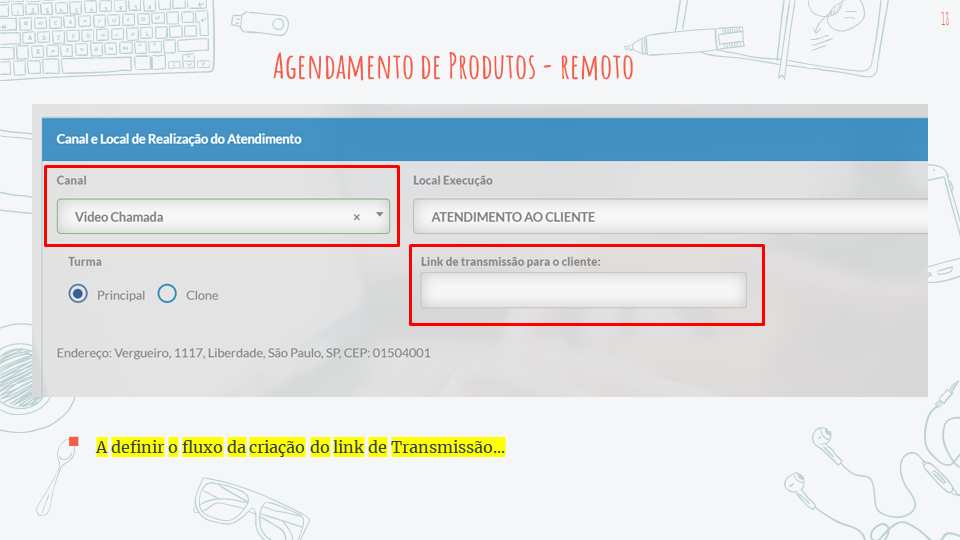 18
Agendamento de Produtos - remoto
Canal e Local de Realização do Atendimento
Canal
Local Execução
Video Chamada × 
ATENDIMENTO AO CLIENTE
Turma
Link de transmissão para o cliente:
Principal
Clone
Endereço: Vergueiro, 1117, Liberdade, São Paulo, SP, CEP: 01504001
A definir o fluxo da criação do link de Transmissão...